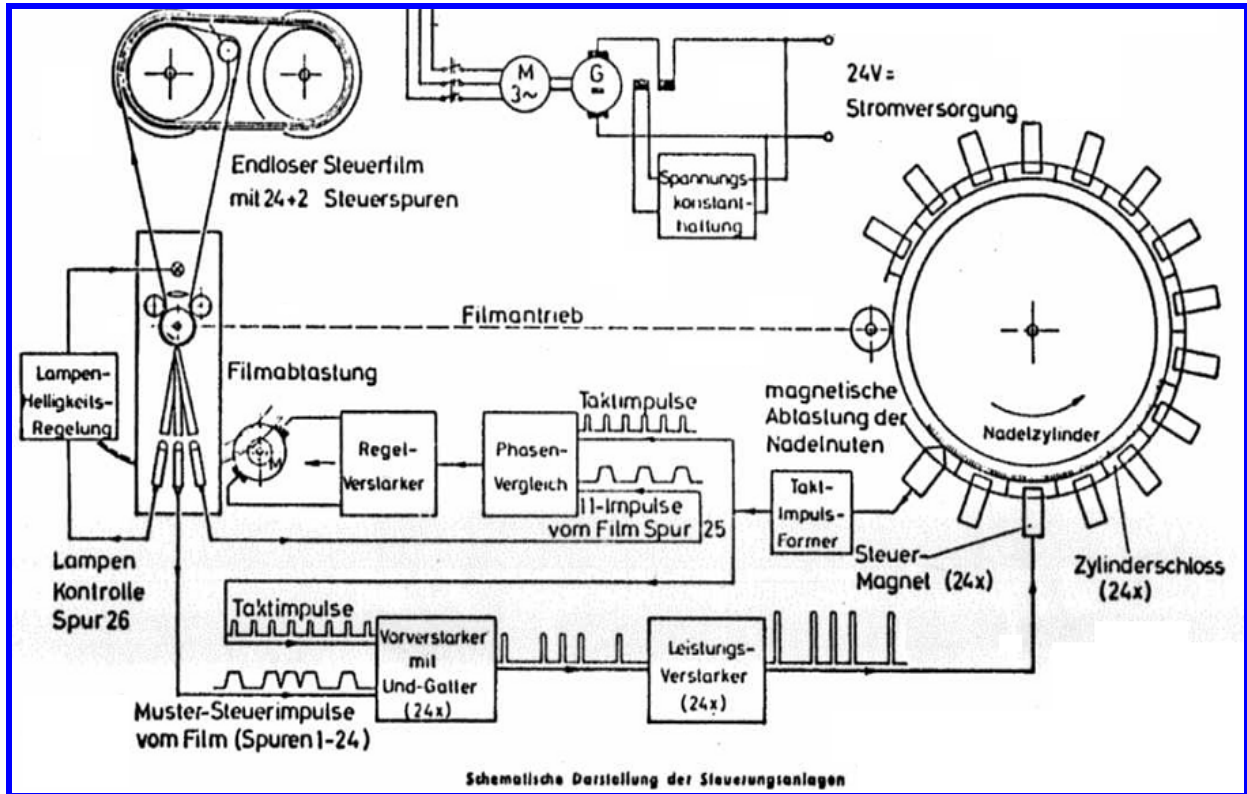 M
3~
G
24V=
Stromversorgung
Spannungs-
konstant-
haltung
Endloser Steuerfilm
mit 24+2 Steuerspuren
Filmantrieb
Lampen-
Helligkeits-
Regelung
Filmabtastung
M
Regel-
Verstarker
Phasen-
Vergleich
Taktimpulse
11-Impulse
vom Film Spur 25
magnetische
Abtastung der
Nadelnuten
Nadelzylinder
Takt-
Impuls-
Former
Steuer-
Magnet (24x)
Zylinderschloss
(24x)
Lampen
Kontrolle
Spur 26
Taktimpulse
Vorverstarker
mit
Und-Gatter
(24x)
Leistungs-
Verstarker
(24x)
Muster-Steuerimpulse
vom Film (Spuren 1-24)
Schematische Darstellung der Steuerungsanlagen